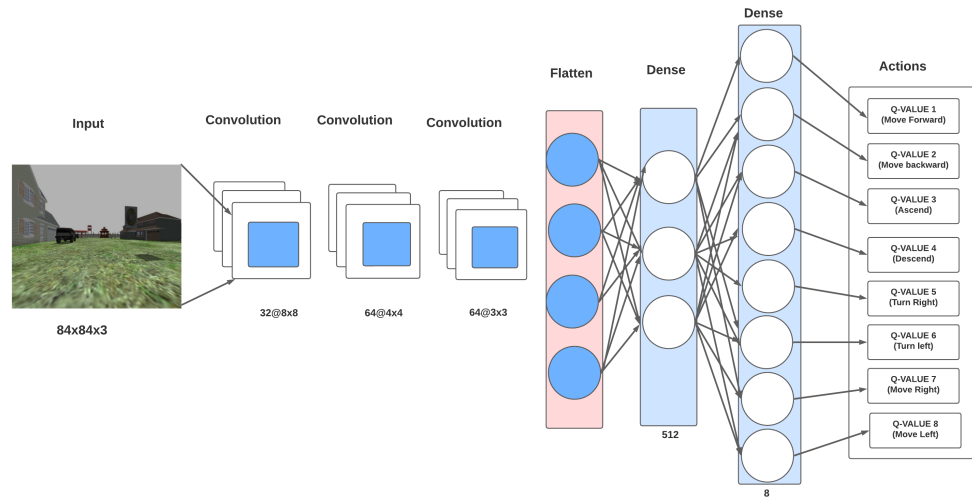 Input
84x84x3
Convolution
32@8x8
Convolution
64@4x4
Convolution
64@3x3
Flatten
Dense
512
Dense
8
Actions
Q-VALUE 1
(Move Forward)
Q-VALUE 2
(Move backward)
Q-VALUE 3
(Ascend)
Q-VALUE 4
(Descend)
Q-VALUE 5
(Turn Right)
Q-VALUE 6
(Turn left)
Q-VALUE 7
(Move Right)
Q-VALUE 8
(Move Left)